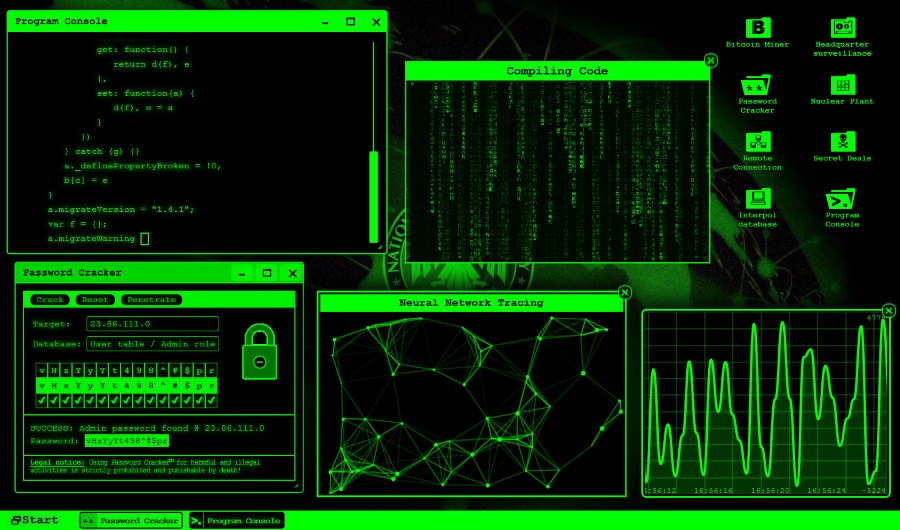 Program Console
get: function() {
return d(f), e
},
set: function(a) {
d(f), e = a
}
})
} catch (g) {}
a._definePropertyBroken = !0,
b[c] = e
}
a.migrateVersion = "1.4.1";
var f = {};
a.migrateWarning
Compiling Code
Bitcoin Miner
Headquarter
surveillance
Password
Cracker
Nuclear Plant
Remote
Connection
Secret Deals
Interpol
database
Program
Console
Password Cracker
Crack Reset Penetrate
Target: 23.86.111.0
Database: User table / Admin role
v H z Y y Y t 4 9 8 ^ # $ p r
v H z Y y Y t 4 9 8 ^ # $ p r
SUCCESS: Admin password found @ 23.86.111.0
Password: vHzYyYt498^#$pr
Legal notice: Using Password Cracker™ for harmful and illegal
activities is strictly prohibited and punishable by death!
Neural Network Tracing
477
16:56:12 16:56:16 16:56:20 16:56:24 -5224
Start
Password Cracker
Program Console